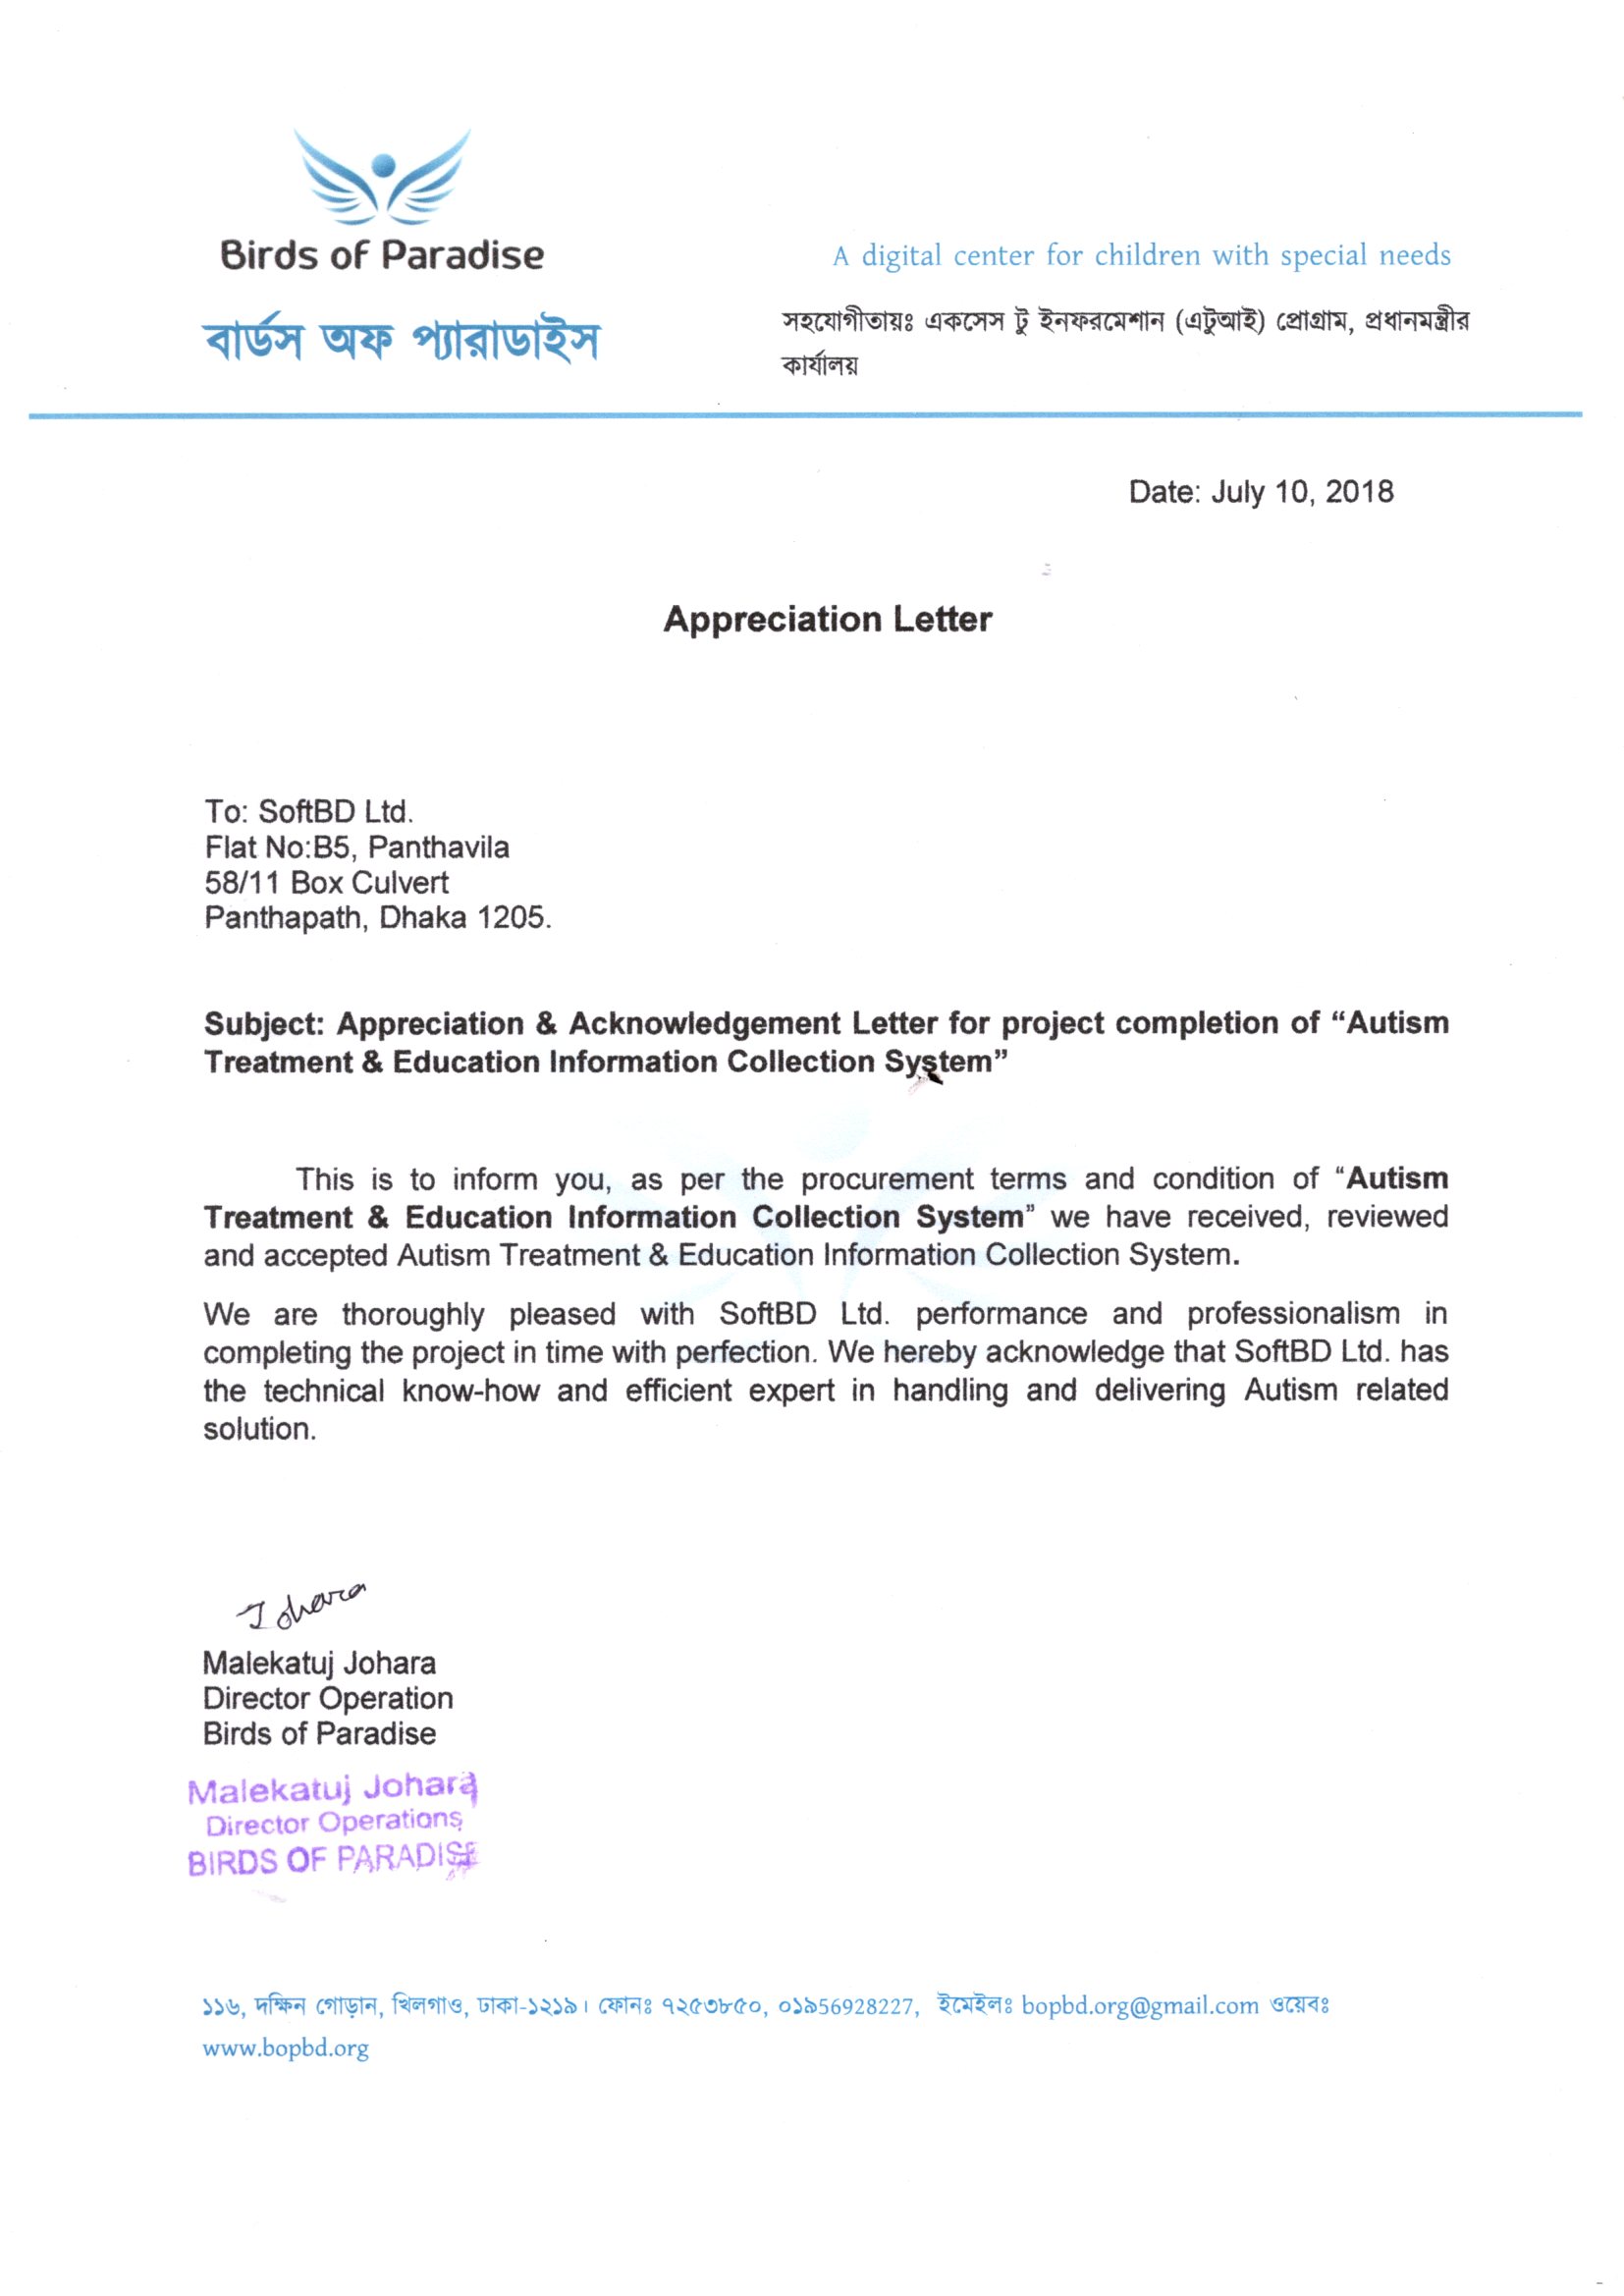 Birds of Paradise
বার্ডস অফ প্যারাডাইস
A digital center for children with special needs
সহযোগীতায়ঃ একসেস টু ইনফরমেশান (এটুআই) প্রোগ্রাম, প্রধানমন্ত্রীর
কার্যালয়
Date: July 10, 2018
Appreciation Letter
To: SoftBD Ltd.
Flat No:B5, Panthavila
58/11 Box Culvert
Panthapath, Dhaka 1205.
Subject: Appreciation & Acknowledgement Letter for project completion of “Autism
Treatment & Education Information Collection System”
This is to inform you, as per the procurement terms and condition of “Autism
Treatment & Education Information Collection System” we have received, reviewed
and accepted Autism Treatment & Education Information Collection System.
We are thoroughly pleased with SoftBD Ltd. performance and professionalism in
completing the project in time with perfection. We hereby acknowledge that SoftBD Ltd. has
the technical know-how and efficient expert in handling and delivering Autism related
solution.
Johara
Malekatuj Johara
Director Operation
Birds of Paradise
Malekatuj Johara
Director Operations
BIRDS OF PARADISE
১১৬, দক্ষিন গোড়ান, খিলগাও, ঢাকা-১২১৯। ফোনঃ ৭২৫৩৮৫০, ০১৯56928227, ইমেইলঃ bopbd.org@gmail.com ওয়েবঃ
www.bopbd.org